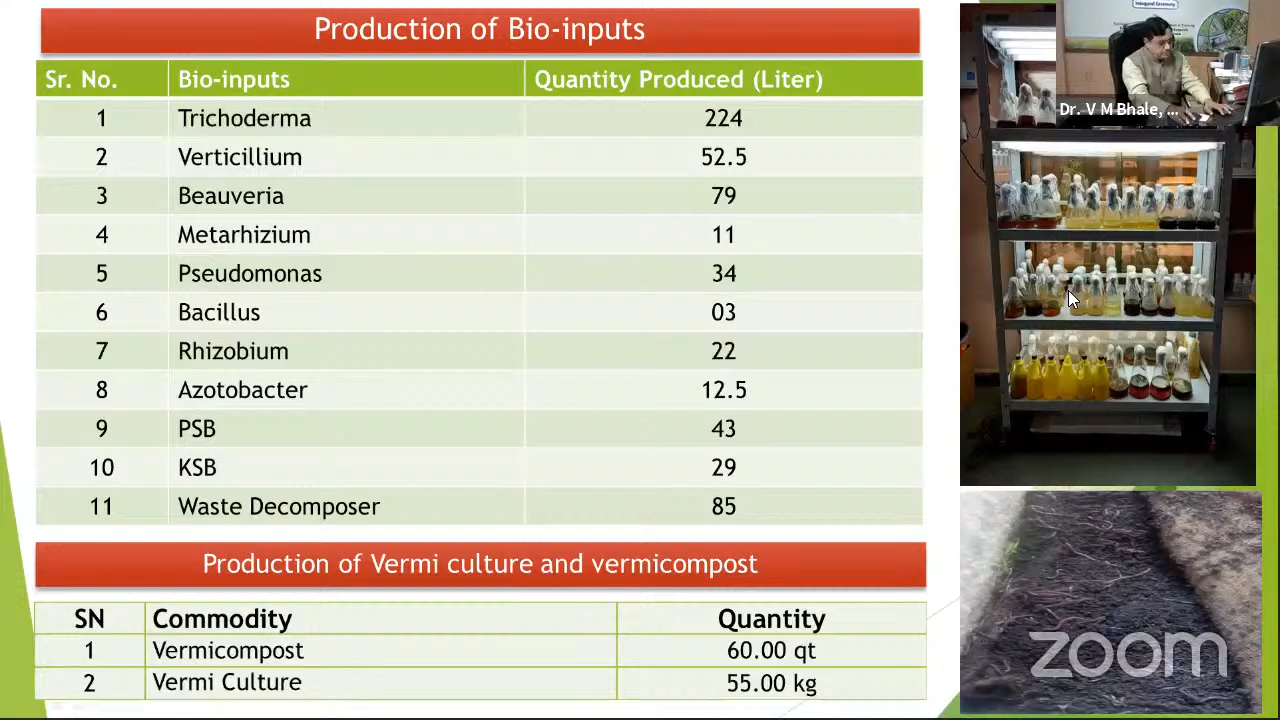 Production of Bio-inputs
Sr. No. Bio-inputs Quantity Produced (Liter)
1 Trichoderma 224
2 Verticillium 52.5
3 Beauveria 79
4 Metarhizium 11
5 Pseudomonas 34
6 Bacillus 03
7 Rhizobium 22
8 Azotobacter 12.5
9 PSB 43
10 KSB 29
11 Waste Decomposer 85
Production of Vermi culture and vermicompost
SN Commodity Quantity
1 Vermicompost 60.00 qt
2 Vermi Culture 55.00 kg
Inaugural Ceremony
Dr. V M Bhale, ...
zoom